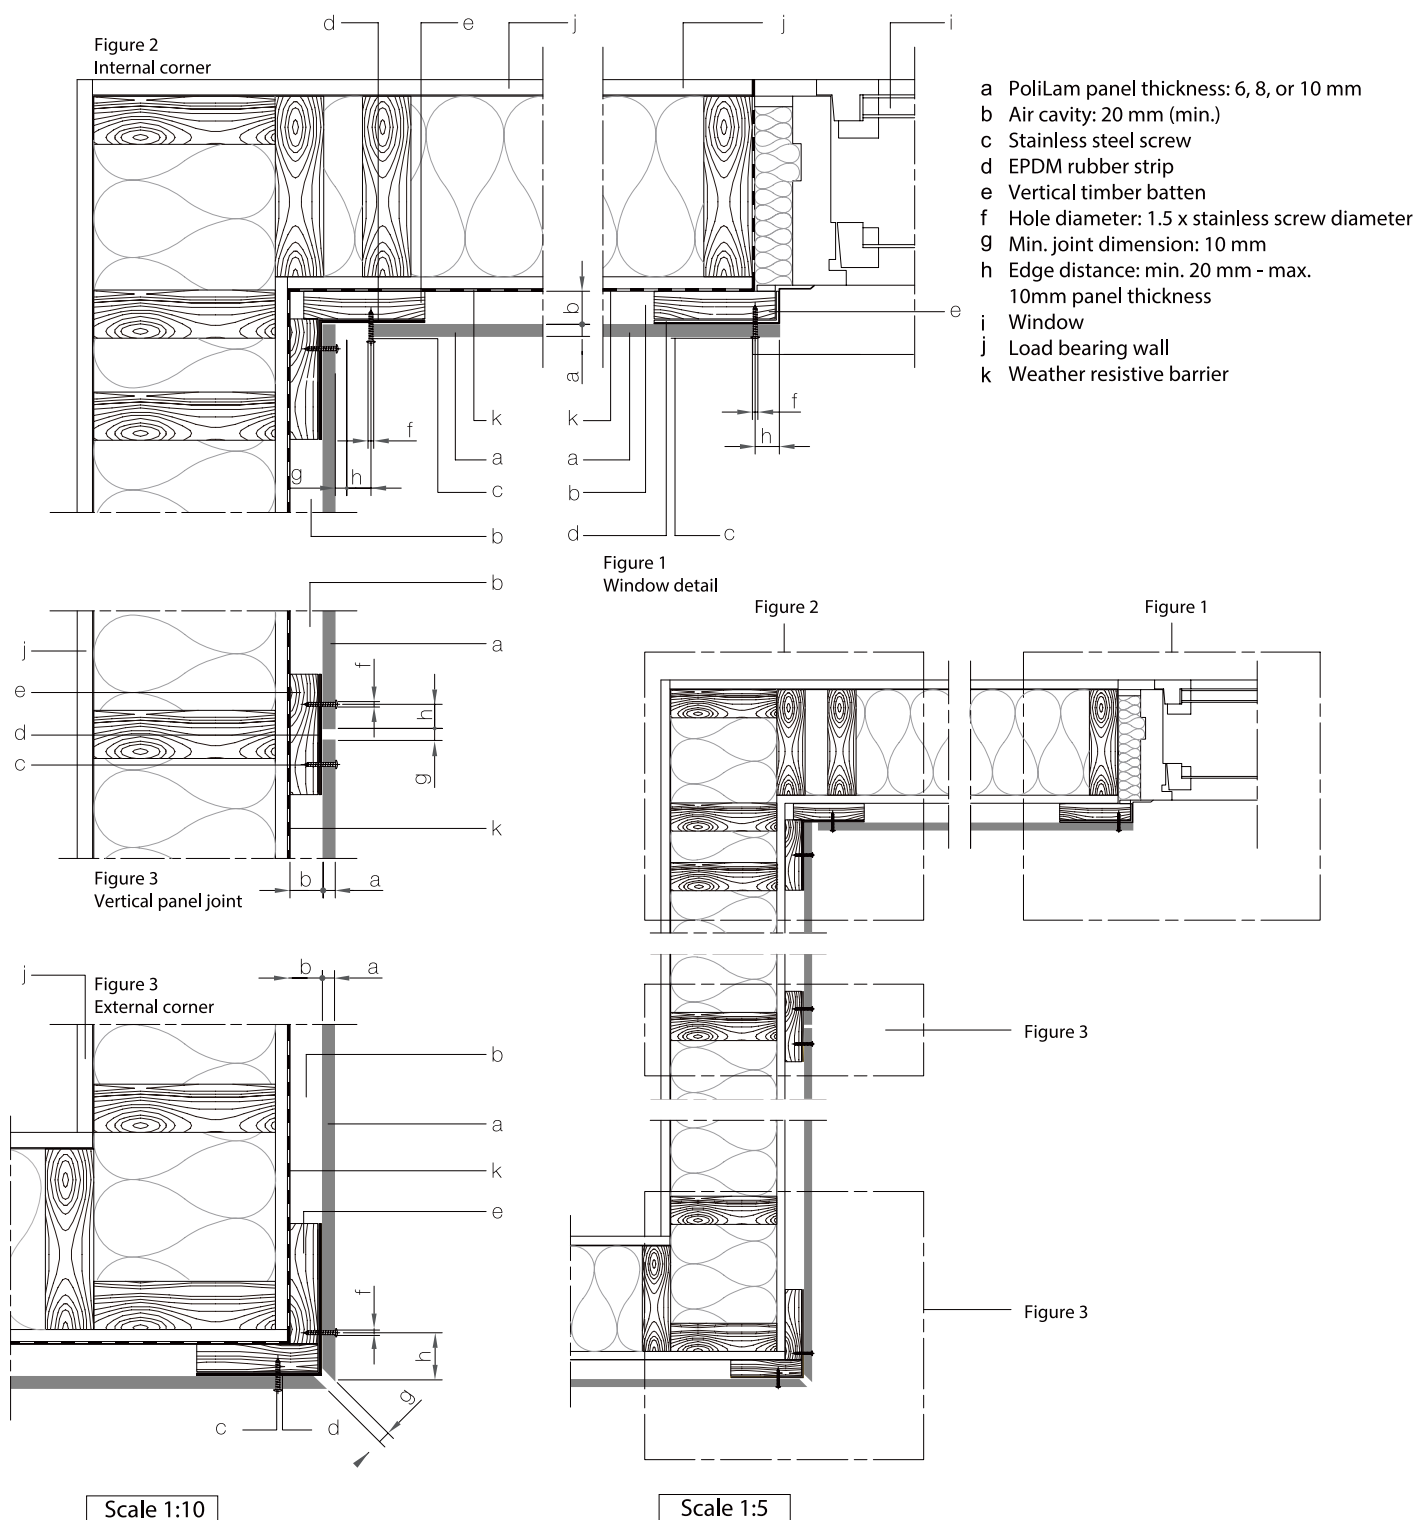 d
e
j
j
i
Figure 2
Internal corner
a PoliLam panel thickness: 6, 8, or 10 mm
b Air cavity: 20 mm (min.)
c Stainless steel screw
d EPDM rubber strip
e Vertical timber batten
f Hole diameter: 1.5 x stainless screw diameter
g Min. joint dimension: 10 mm
h Edge distance: min. 20 mm - max.
10mm panel thickness
i Window
j Load bearing wall
k Weather resistive barrier
b
a
e
f
h
k
k
f
a
a
g
h
c
b
b
d
c
Figure 1
Window detail
b
a
j
e
d
c
f
h
g
k
Figure 3
Vertical panel joint
b
a
j
Figure 3
External corner
b
a
b
a
k
e
f
h
g
c
d
Scale 1:10
Figure 2
Figure 1
Figure 3
Figure 3
Scale 1:5